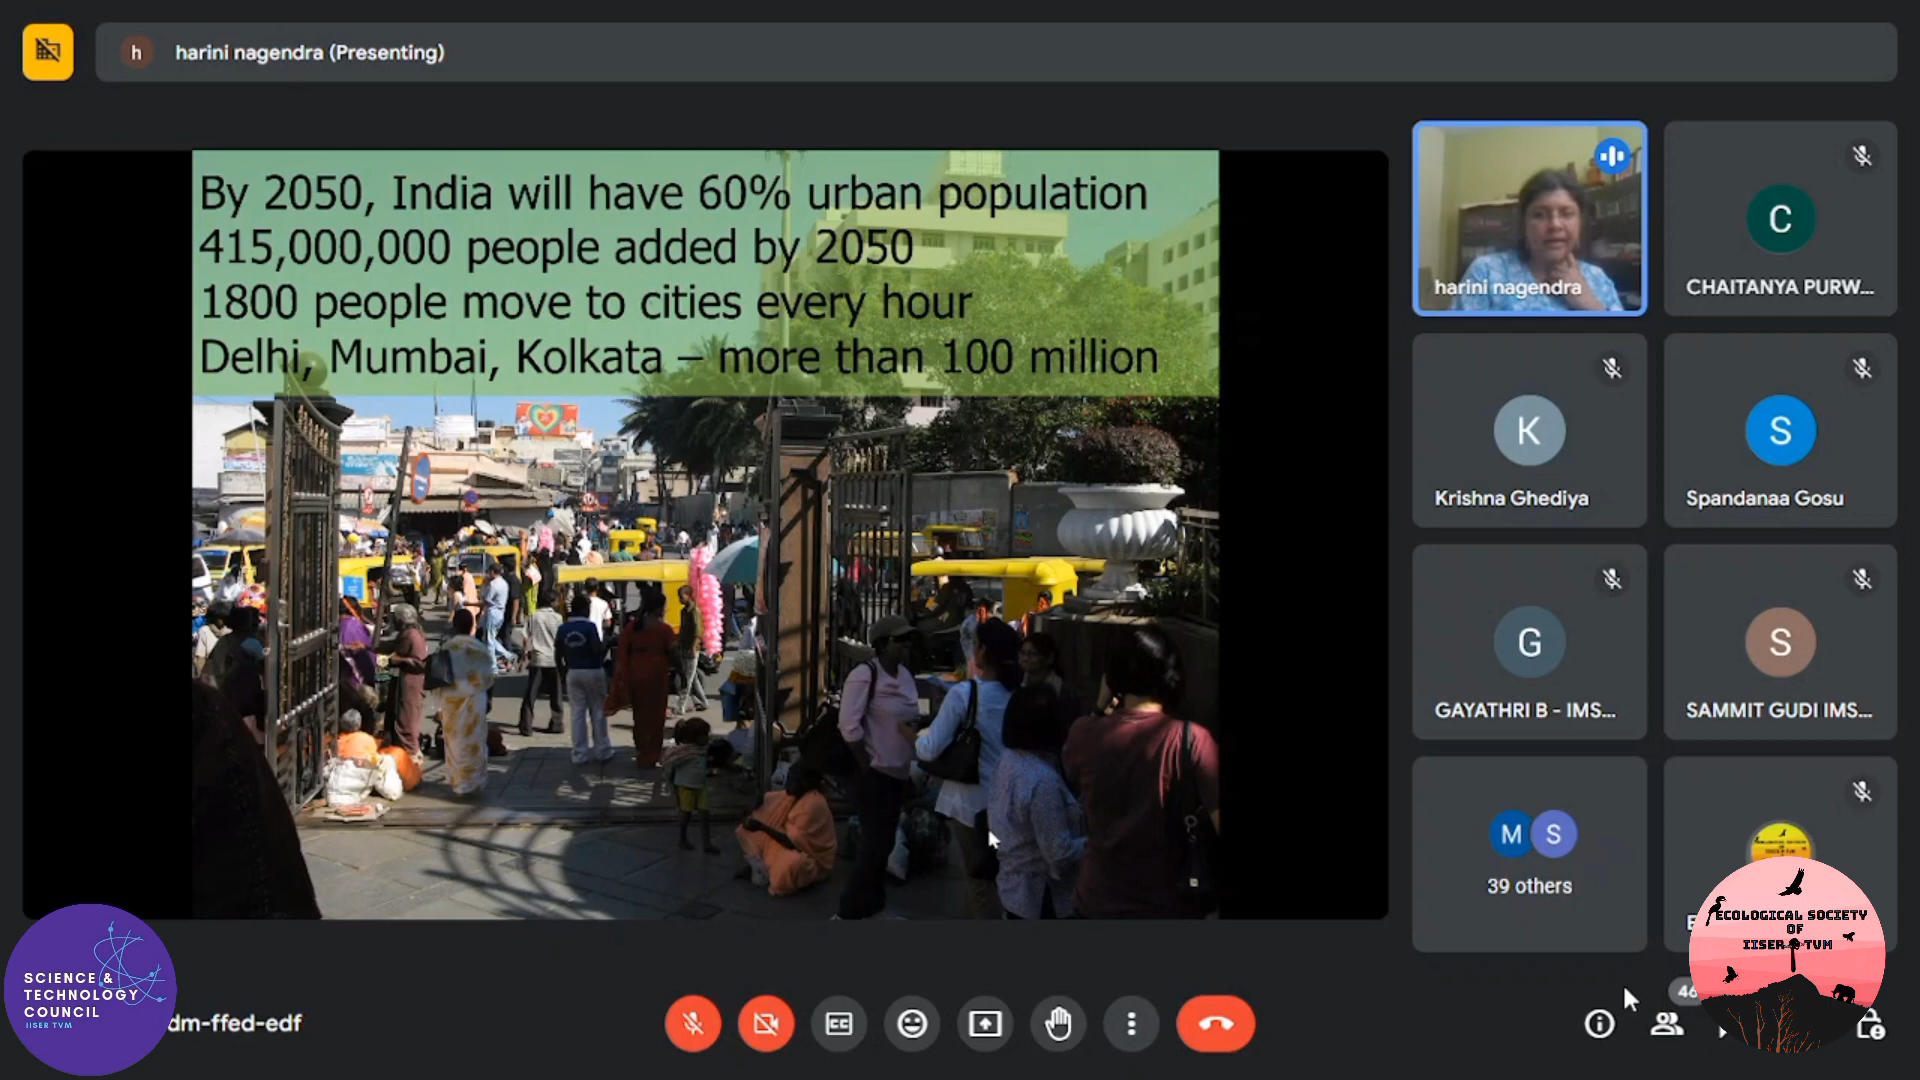 h harini nagendra (Presenting)
By 2050, India will have 60% urban population
415,000,000 people added by 2050
1800 people move to cities every hour
Delhi, Mumbai, Kolkata – more than 100 million
harini nagendra
C
CHAITANYA PURW...
K
Krishna Ghediya
S
Spandanaa Gosu
G
GAYATHRI B - IMS...
S
SAMMIT GUDI IMS...
M S
39 others
ECOLOGICAL SOCIETY
OF
IISER TVM
SCIENCE &
TECHNOLOGY
COUNCIL
IISER TVM
dm-ffed-edf
CC